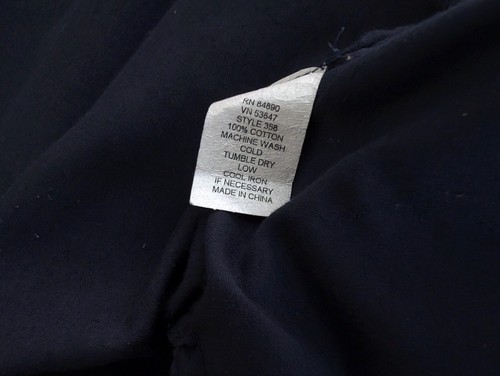 RN 84890
VN 53647
STYLE 358
100% COTTON
MACHINE WASH
COLD
TUMBLE DRY
LOW
COOL IRON
IF NECESSARY
MADE IN CHINA